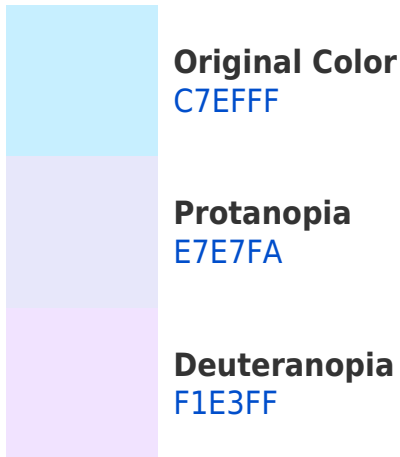 Original Color
C7EFFF
Protanopia
E7E7FA
Deuteranopia
F1E3FF